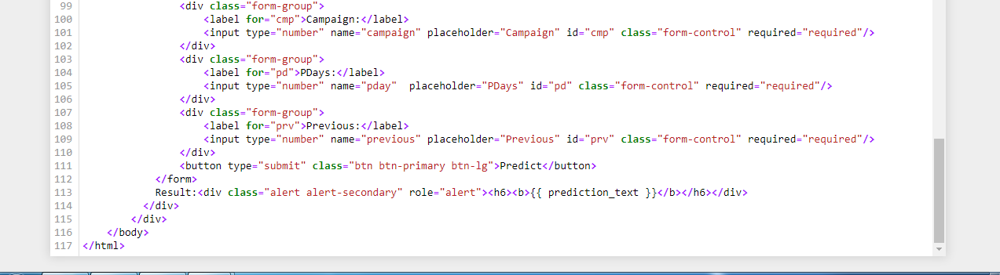 99 <div class="form-group">
100 <label for="cmp">Campaign:</label>
101 <input type="number" name="campaign" placeholder="Campaign" id="cmp" class="form-control" required="required"/>
102 </div>
103 <div class="form-group">
104 <label for="pd">PDays:</label>
105 <input type="number" name="pday"  placeholder="PDays" id="pd" class="form-control" required="required"/>
106 </div>
107 <div class="form-group">
108 <label for="prv">Previous:</label>
109 <input type="number" name="previous" placeholder="Previous" id="prv" class="form-control" required="required"/>
110 </div>
111 <button type="submit" class="btn btn-primary btn-lg">Predict</button>
112 </form>
113 Result:<div class="alert alert-secondary" role="alert"><h6><b>{{ prediction_text }}</b></h6></div>
114 </div>
115 </div>
116 </body>
117 </html>